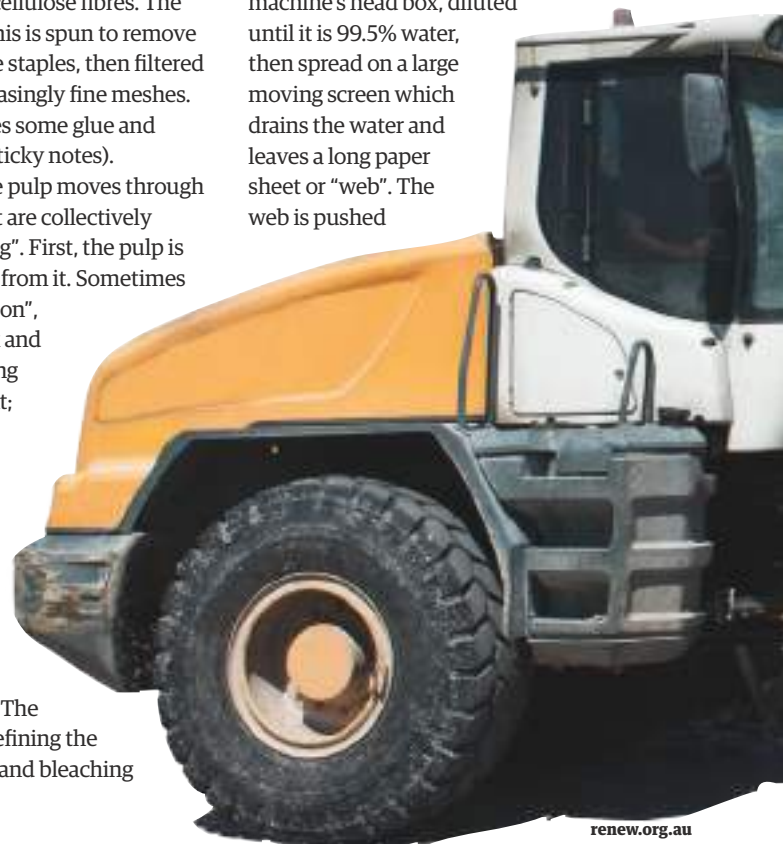 cellulose fibres. The
his is spun to remove
e staples, then filtered
asingly fine meshes.
es some glue and
ticky notes).
e pulp moves through
t are collectively
g". First, the pulp is
from it. Sometimes
on",
and
ng
t;
The
efining the
and bleaching
machine's head box, diluted
until it is 99.5% water,
then spread on a large
moving screen which
drains the water and
leaves a long paper
sheet or "web". The
web is pushed
renew.org.au